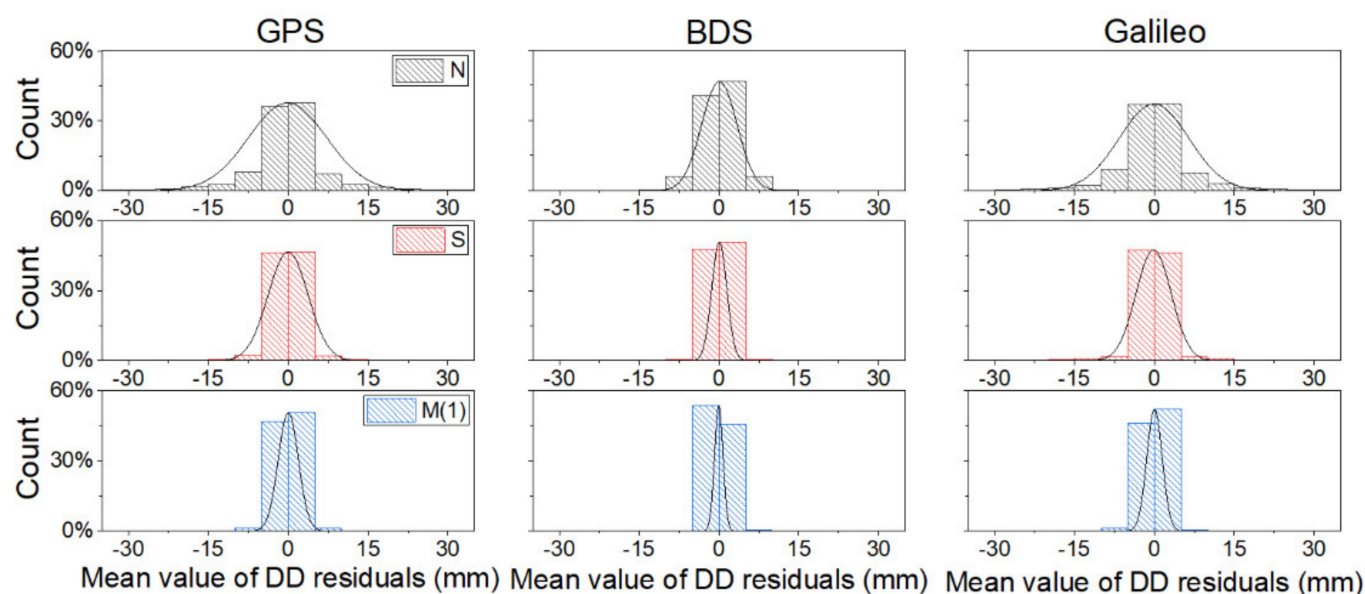 GPS BDS Galileo
60% N
30%
0%
Count
-30 -15 0 15 30 -30 -15 0 15 30 -30 -15 0 15 30
60% S
30%
0%
Count
-30 -15 0 15 30 -30 -15 0 15 30 -30 -15 0 15 30
60% M(1)
30%
0%
Count
-30 -15 0 15 30 -30 -15 0 15 30 -30 -15 0 15 30
Mean value of DD residuals (mm) Mean value of DD residuals (mm) Mean value of DD residuals (mm)